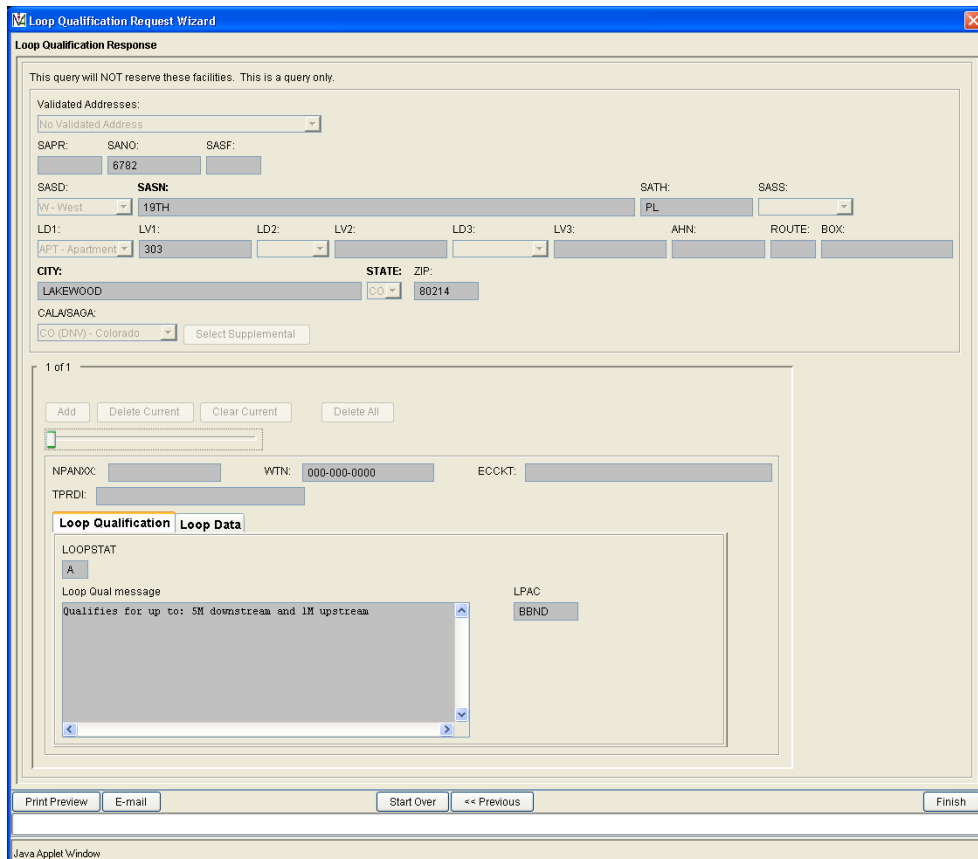 Loop Qualification Request Wizard
Loop Qualification Response
This query will NOT reserve these facilities. This is a query only.
Validated Addresses:
No Validated Address
SAPR: SANO: SASF:
6782
SASD: SASN: SATH: SASS:
W - West 19TH PL
LD1: LV1: LD2: LV2: LD3: LV3: AHN: ROUTE: BOX:
APT - Apartment 303
CITY: STATE: ZIP:
LAKEWOOD CO 80214
CALA/SAGA:
CO (DNV) - Colorado Select Supplemental
1 of 1
Add Delete Current Clear Current Delete All
NPANXX: WTN: 000-000-0000 ECCKT:
TPRDI:
Loop Qualification Loop Data
LOOPSTAT
A
Loop Qual message LPAC
Qualifies for up to: 5M downstream and 1M upstream BBND
Print Preview E-mail Start Over << Previous Finish
Java Applet Window